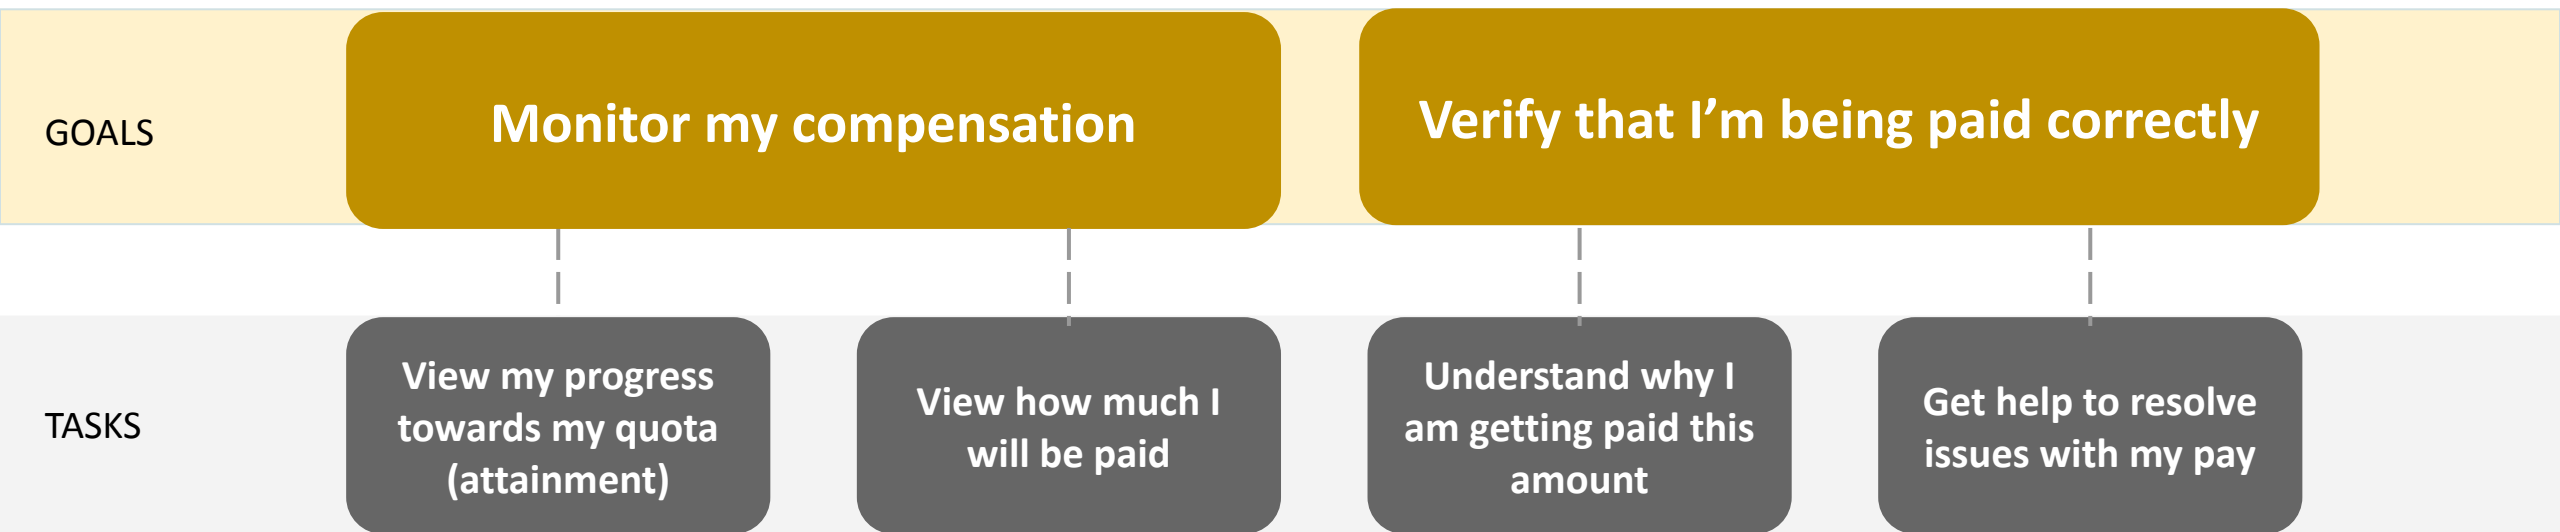 GOALS
Monitor my compensation
Verify that I’m being paid correctly
TASKS
View my progress
towards my quota
(attainment)
View how much I
will be paid
Understand why I
am getting paid this
amount
Get help to resolve
issues with my pay